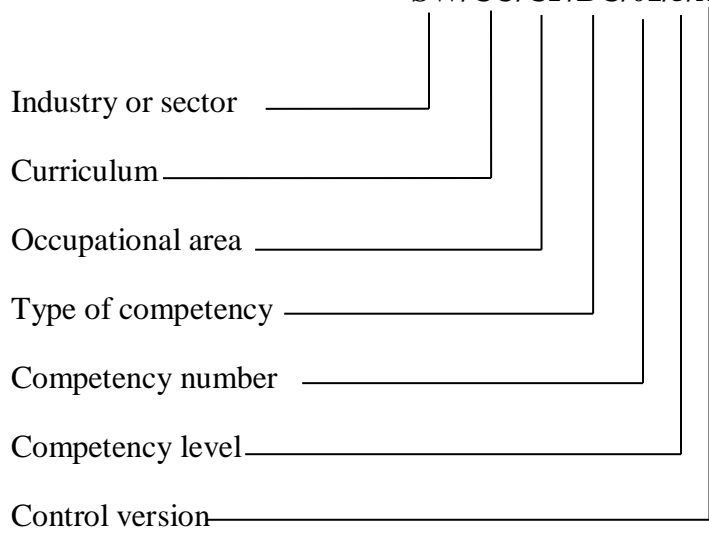 Industry or sector
Curriculum
Occupational area
Type of competency
Competency number
Competency level
Control version